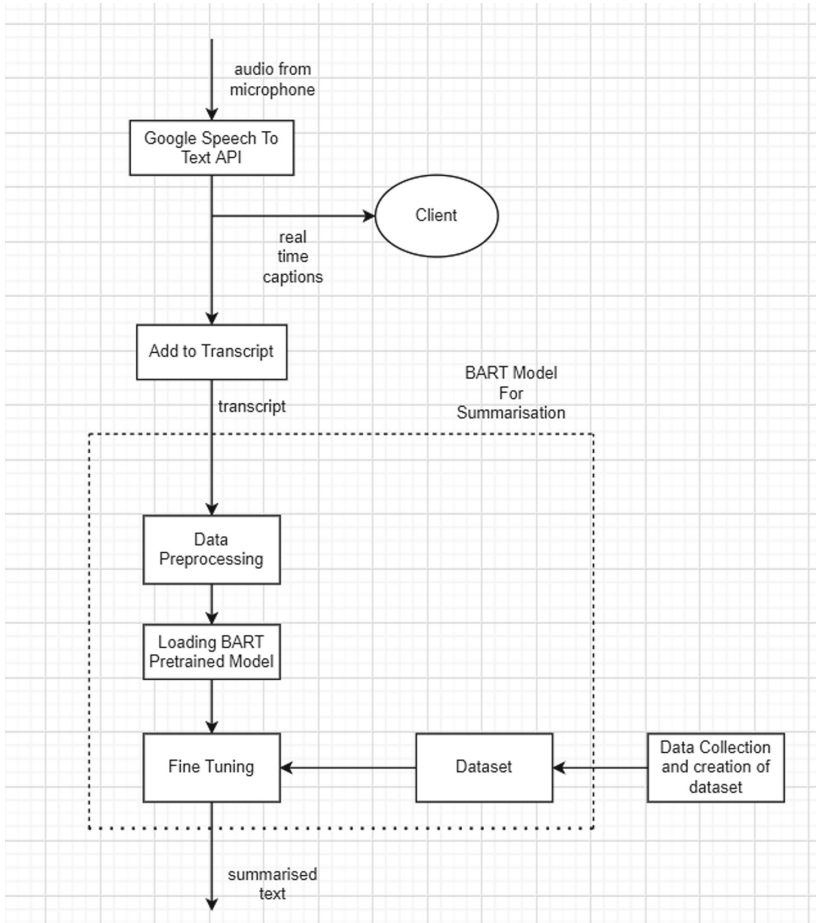 audio from
microphone
Google Speech To
Text API
Client
real
time
captions
Add to Transcript
transcript
BART Model
For
Summarisation
Data
Preprocessing
Loading BART
Pretrained Model
Fine Tuning
Dataset
Data Collection
and creation of
dataset
summarised
text